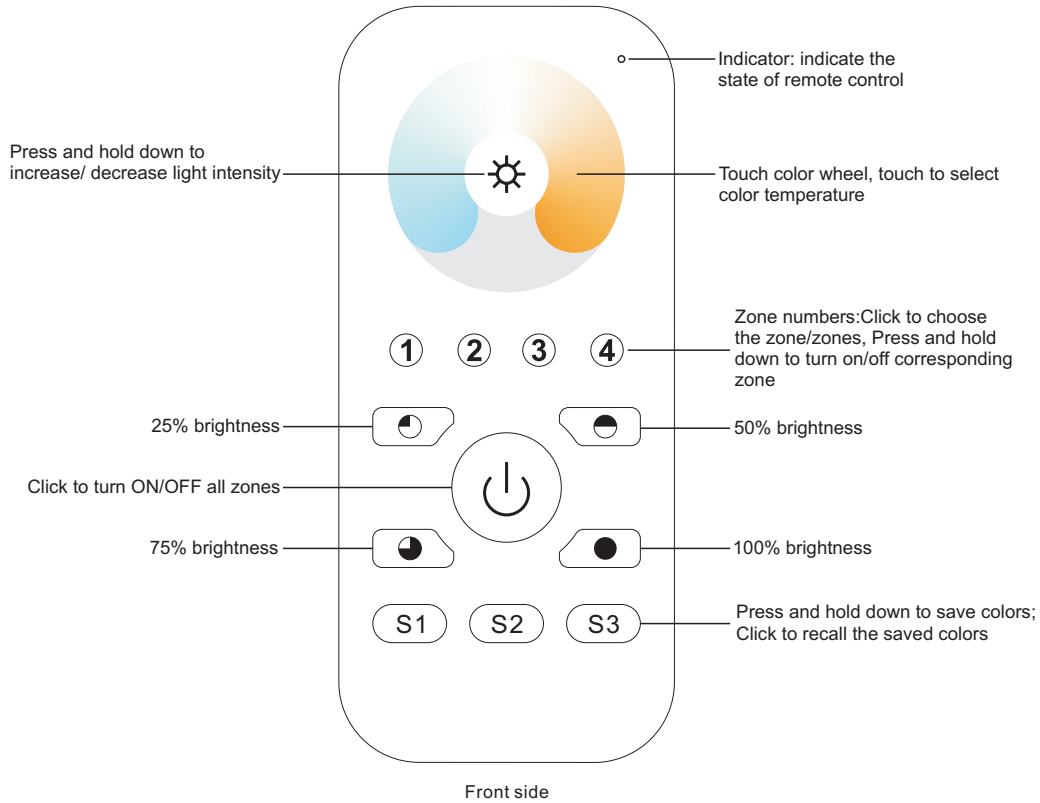 Indicator: indicate the
state of remote control
Press and hold down to
increase/ decrease light intensity
Touch color wheel, touch to select
color temperature
Zone numbers:Click to choose
the zone/zones, Press and hold
down to turn on/off corresponding
zone
1 2 3 4
25% brightness
50% brightness
Click to turn ON/OFF all zones
75% brightness
100% brightness
S1 S2 S3
Press and hold down to save colors;
Click to recall the saved colors
Front side